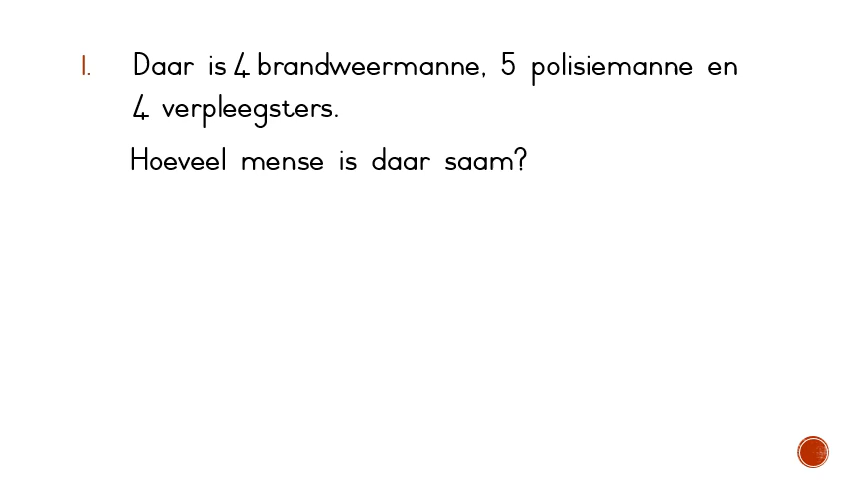 1. Daar is 4 brandweermanne, 5 polisiemanne en
4 verpleegsters.
Hoeveel mense is daar saam?